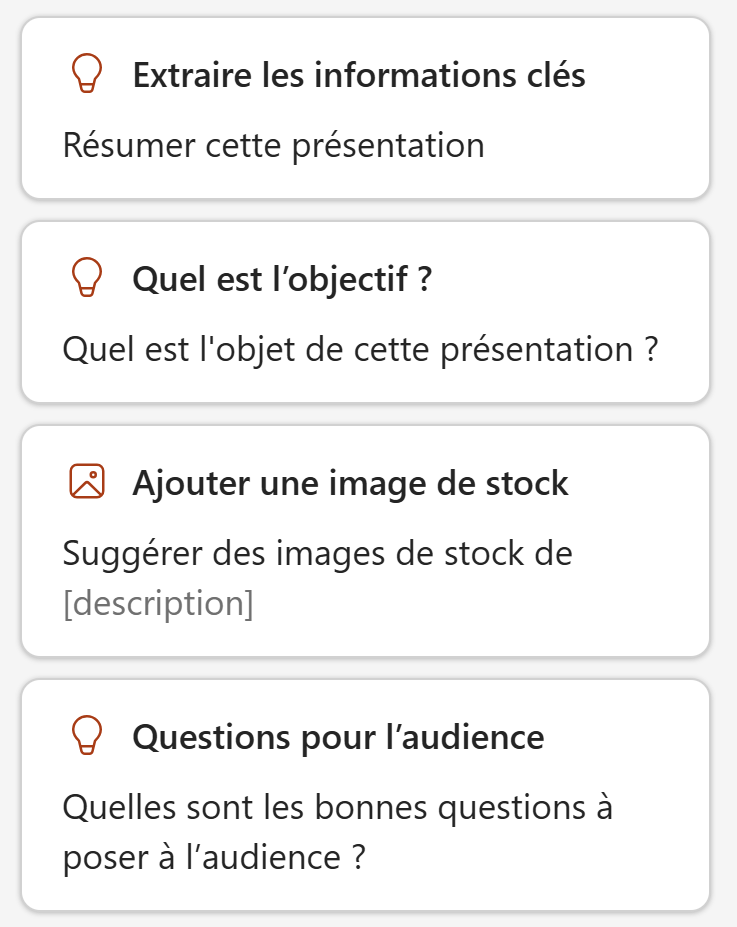 Extraire les informations clés
Résumer cette présentation
Quel est l’objectif ?
Quel est l'objet de cette présentation ?
Ajouter une image de stock
Suggérer des images de stock de
[description]
Questions pour l’audience
Quelles sont les bonnes questions à
poser à l’audience ?